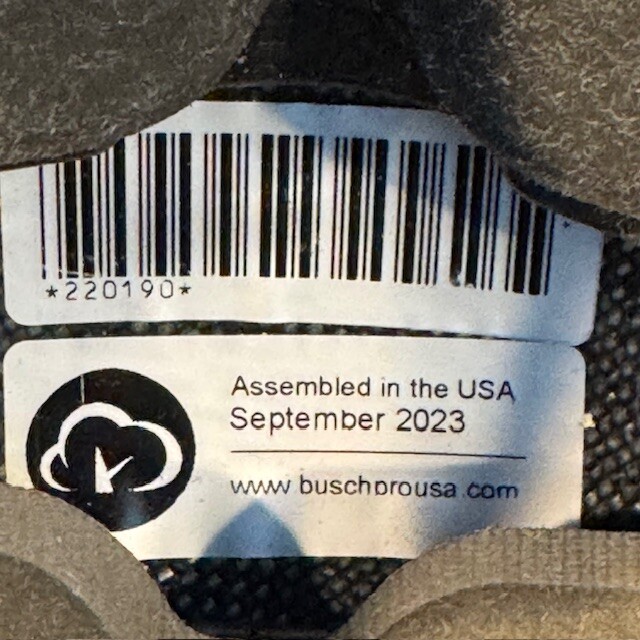 *220190*
Assembled in the USA
September 2023
www.buschprousa.com